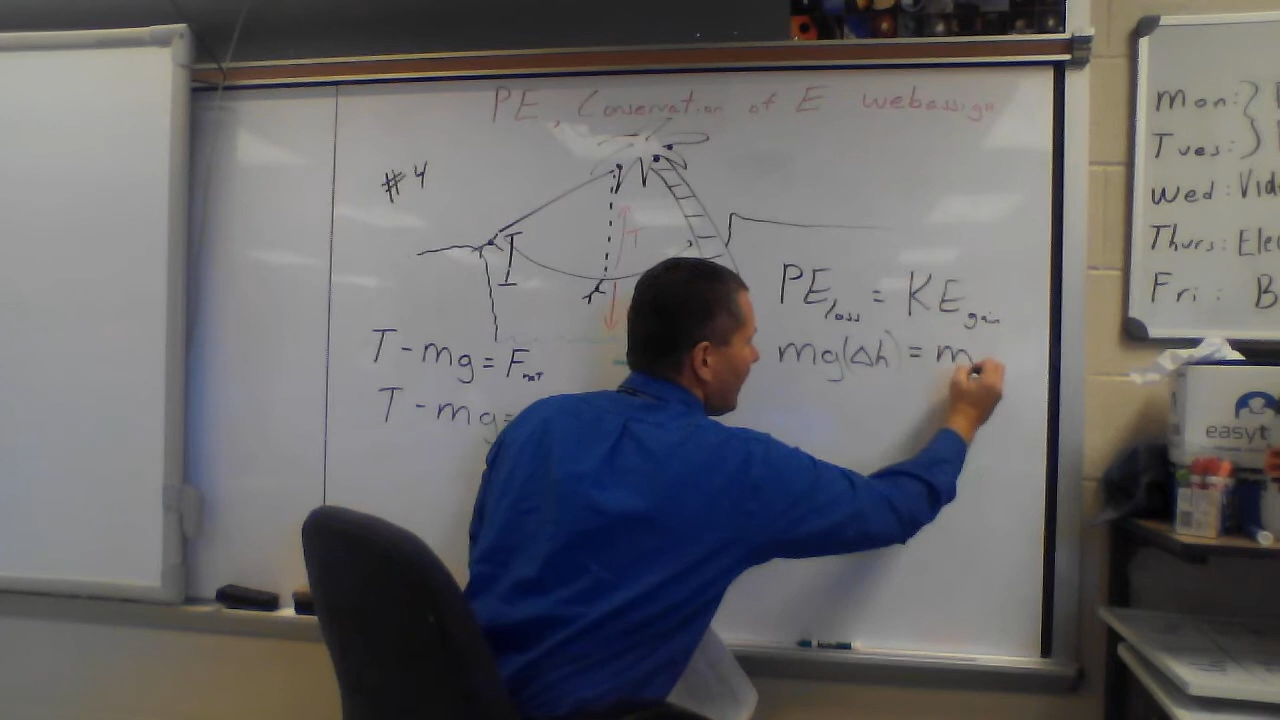 PE, Conservation of E webassign
#4
T
PE loss = KE gain
mg(Δh) = m
T - mg = F net
T - mg =
Mon: }
Tues: }
Wed: Vid
Thurs: Ele
Fri: B
easyt